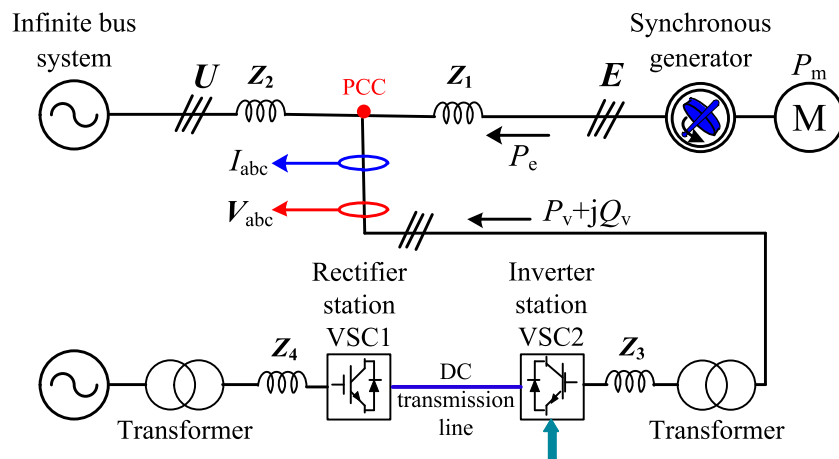 Infinite bus
system
Synchronous
generator
U
Z2
PCC
Z1
E
Pm
M
Pe
Iabc
Vabc
Pv+jQv
Rectifier
station
VSC1
Inverter
station
VSC2
Z4
Z3
DC
transmission
line
Transformer
Transformer